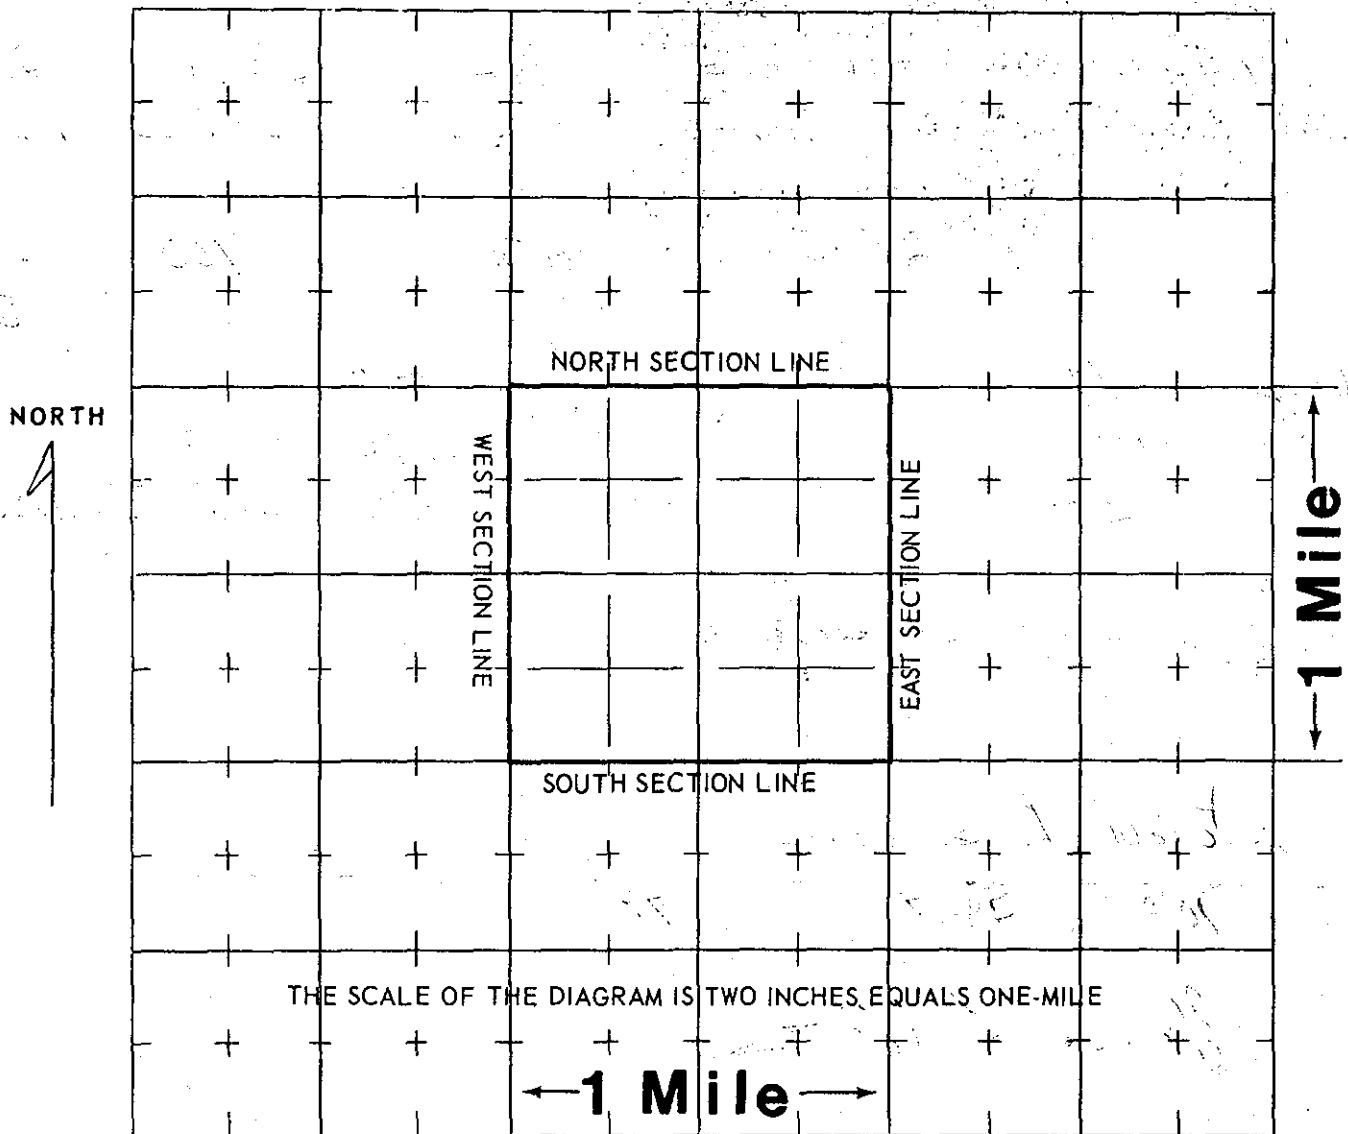 NORTH SECTION LINE
NORTH
WEST SECTION LINE
EAST SECTION LINE
1 Mile
SOUTH SECTION LINE
THE SCALE OF THE DIAGRAM IS TWO INCHES EQUALS ONE-MILE
1 Mile